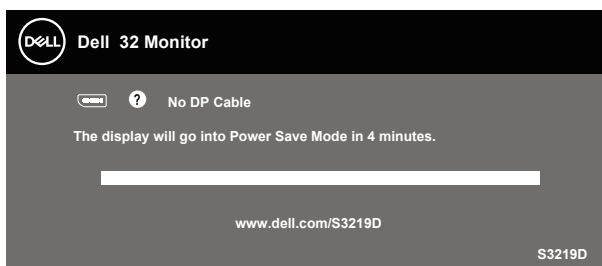 DELL
Dell 32 Monitor
? No DP Cable
The display will go into Power Save Mode in 4 minutes.
www.dell.com/S3219D
S3219D